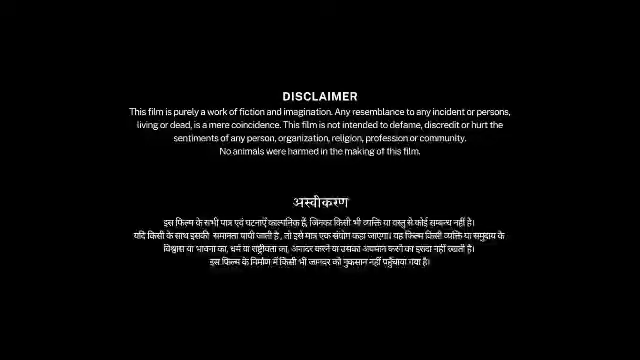 DISCLAIMER
This film is purely a work of fiction and imagination. Any resemblance to any incident or persons,
living or dead, is a mere coincidence. This film is not intended to defame, discredit or hurt the
sentiments of any person, organization, religion, profession or community.
No animals were harmed in the making of this film.
अस्वीकरण
इस फिल्म के सभी पात्र एवं घटनाएँ काल्पनिक हैं, जिनका किसी भी व्यक्ति या वस्तु से कोई सम्बन्ध नहीं है।
यदि किसी के साथ इसकी समानता पायी जाती है , तो इसे मात्र एक संयोग कहा जाएगा। यह फिल्म किसी व्यक्ति या समुदाय के
विश्वास या भावना का, धर्म या राष्ट्रीयता का, अनादर करने या उसका अपमान करने का इरादा नहीं रखती है।
इस फिल्म के निर्माण में किसी भी जानवर को नुकसान नहीं पहुँचाया गया है।